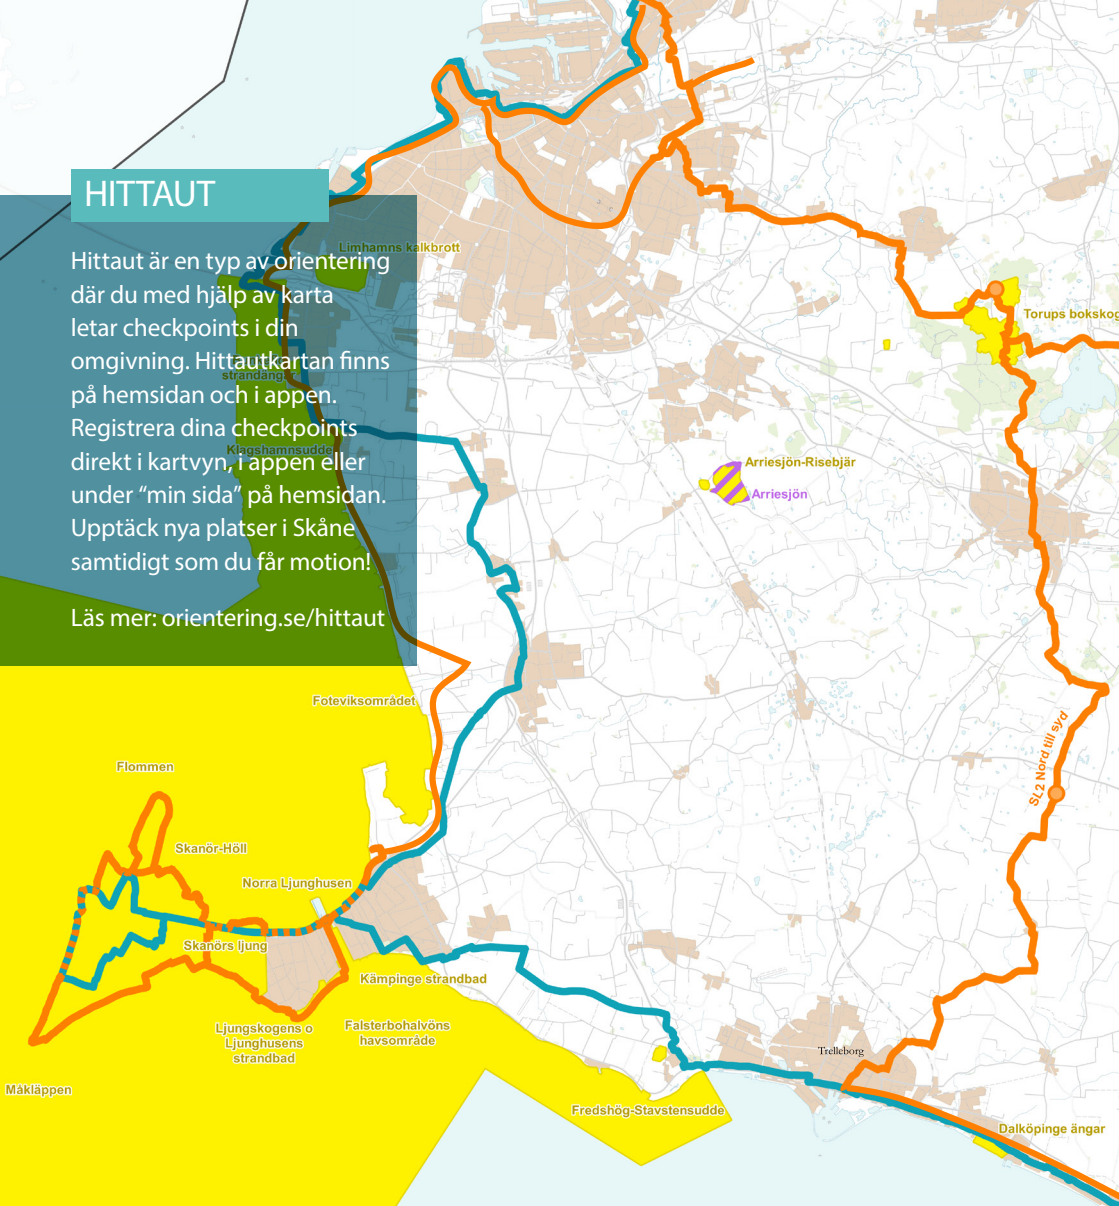 HITTAUT
Hittaut är en typ av orientering
där du med hjälp av karta
letar checkpoints i din
omgivning. Hittautkartan finns
på hemsidan och i appen.
Registrera dina checkpoints
direkt i kartvyn, i appen eller
under ”min sida” på hemsidan.
Upptäck nya platser i Skåne
samtidigt som du får motion!
Läs mer: orientering.se/hittaut
Limhamns kalkbrott
strandängar
Klagshamnsudde
Torups bokskog
Arriesjön-Risebjär
Arriesjön
Foteviksområdet
SL2 Nord till syd
Flommen
Skanör-Höll
Norra Ljunghusen
Skanörs ljung
Kämpinge strandbad
Ljungskogens o
Ljunghusens
strandbad
Falsterbohalvöns
havsområde
Trelleborg
Måkläppen
Fredshög-Stavstensudde
Dalköpinge ängar